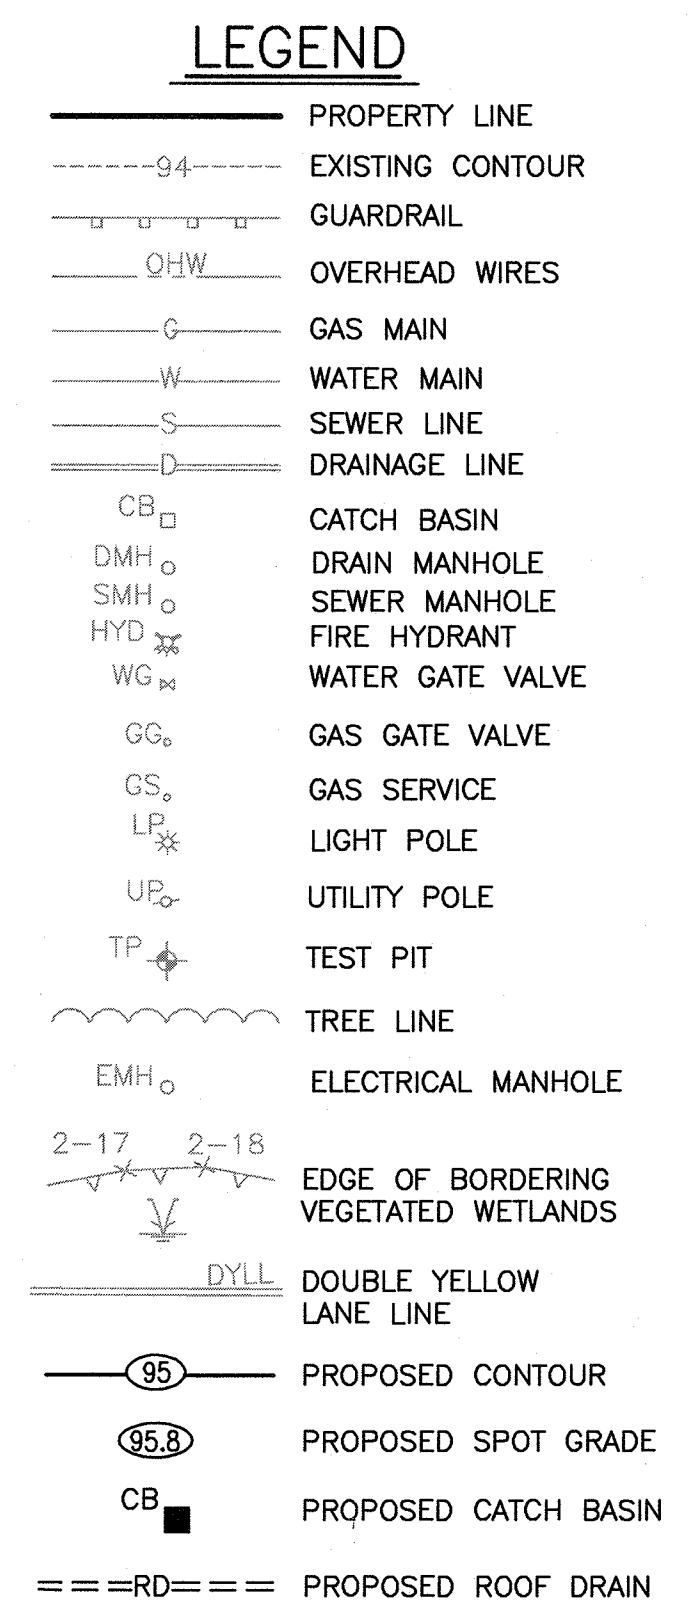 LEGEND
PROPERTY LINE
94 EXISTING CONTOUR
GUARDRAIL
OHW OVERHEAD WIRES
G GAS MAIN
W WATER MAIN
S SEWER LINE
D DRAINAGE LINE
CB CATCH BASIN
DMH DRAIN MANHOLE
SMH SEWER MANHOLE
HYD FIRE HYDRANT
WG WATER GATE VALVE
GG GAS GATE VALVE
GS GAS SERVICE
LP LIGHT POLE
UP UTILITY POLE
TP TEST PIT
TREE LINE
EMH ELECTRICAL MANHOLE
2-17 2-18
EDGE OF BORDERING
VEGETATED WETLANDS
DYLL DOUBLE YELLOW
LANE LINE
95 PROPOSED CONTOUR
95.8 PROPOSED SPOT GRADE
CB PROPOSED CATCH BASIN
RD PROPOSED ROOF DRAIN